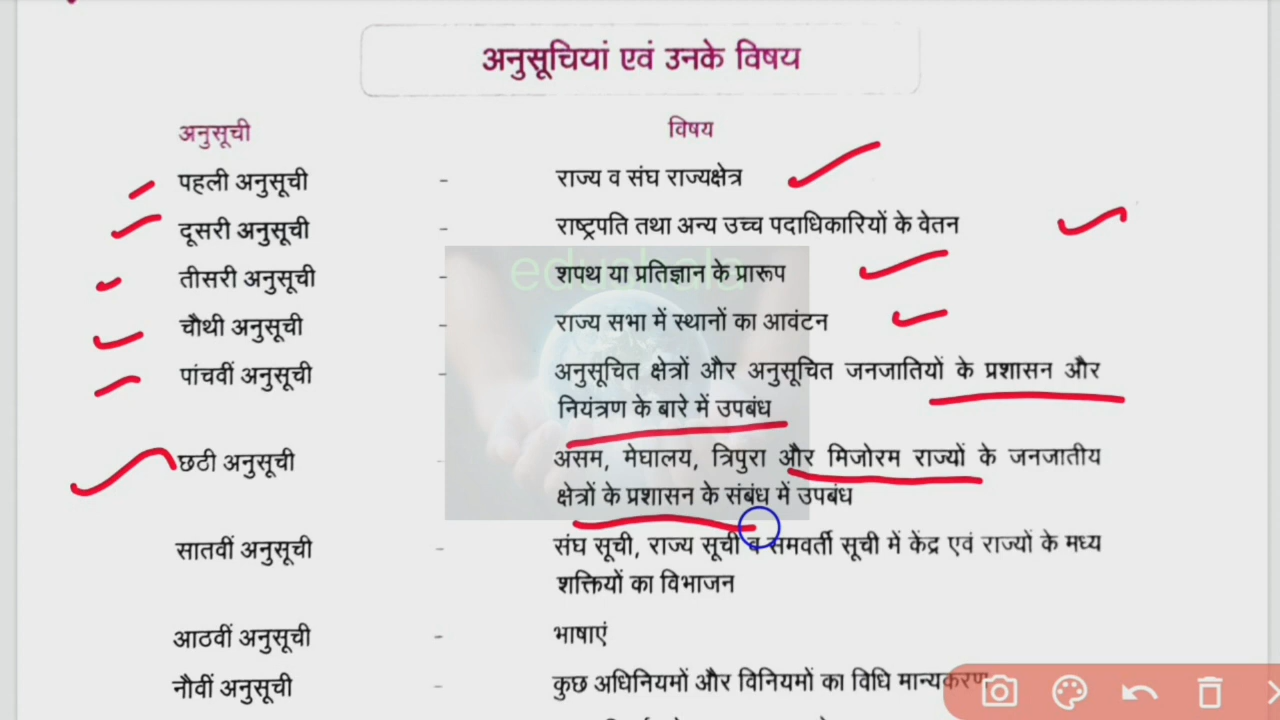 अनुसूचियां एवं उनके विषय
अनुसूची विषय
पहली अनुसूची - राज्य व संघ राज्यक्षेत्र
दूसरी अनुसूची - राष्ट्रपति तथा अन्य उच्च पदाधिकारियों के वेतन
edushala
तीसरी अनुसूची - शपथ या प्रतिज्ञान के प्रारूप
चौथी अनुसूची - राज्य सभा में स्थानों का आवंटन
पांचवीं अनुसूची - अनुसूचित क्षेत्रों और अनुसूचित जनजातियों के प्रशासन और
नियंत्रण के बारे में उपबंध
छठी अनुसूची - असम, मेघालय, त्रिपुरा और मिजोरम राज्यों के जनजातीय
क्षेत्रों के प्रशासन के संबंध में उपबंध
सातवीं अनुसूची - संघ सूची, राज्य सूची व समवर्ती सूची में केंद्र एवं राज्यों के मध्य
शक्तियों का विभाजन
आठवीं अनुसूची - भाषाएं
नौवीं अनुसूची - कुछ अधिनियमों और विनियमों का विधि मान्यकरण